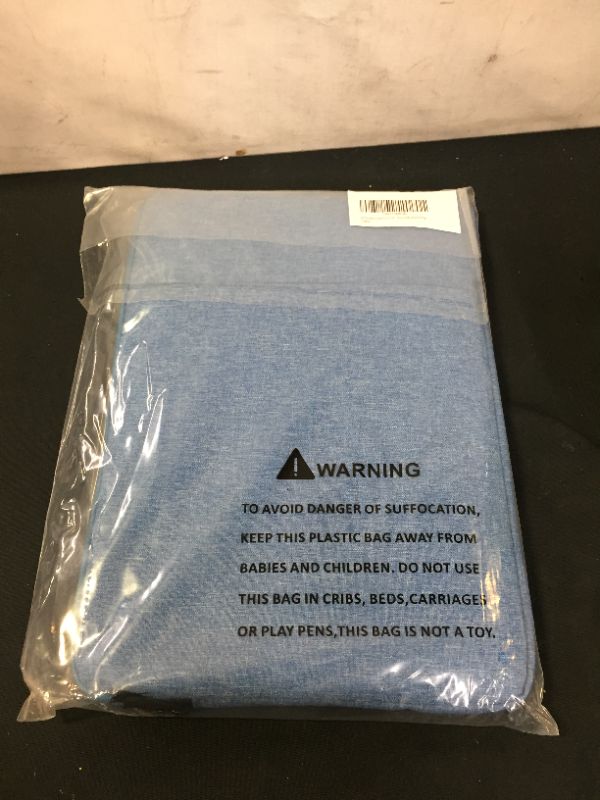 WARNING
TO AVOID DANGER OF SUFFOCATION,
KEEP THIS PLASTIC BAG AWAY FROM
BABIES AND CHILDREN. DO NOT USE
THIS BAG IN CRIBS, BEDS,CARRIAGES
OR PLAY PENS,THIS BAG IS NOT A TOY.